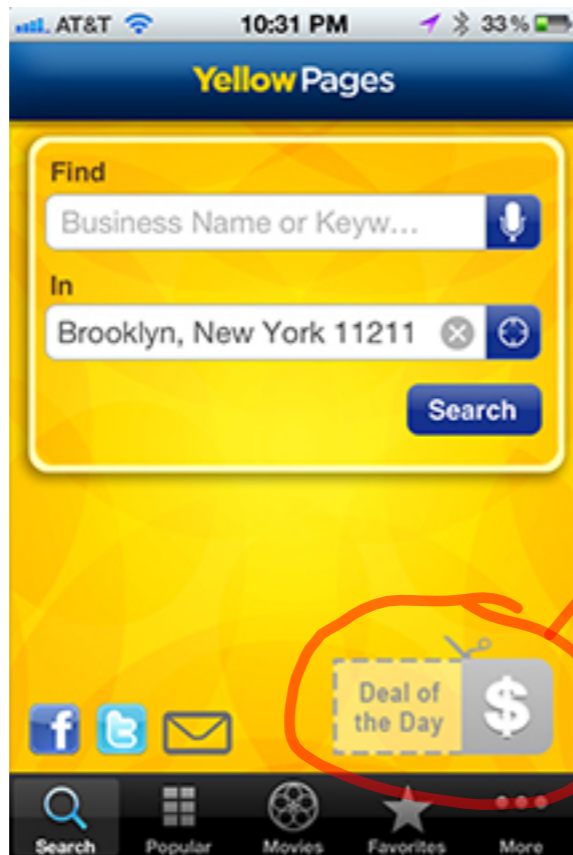 AT&T 10:31 PM 33%
YellowPages
Find
Business Name or Keyw...
In
Brooklyn, New York 11211
Search
Deal of
the Day
$
f t
Search Popular Movies Favorites More